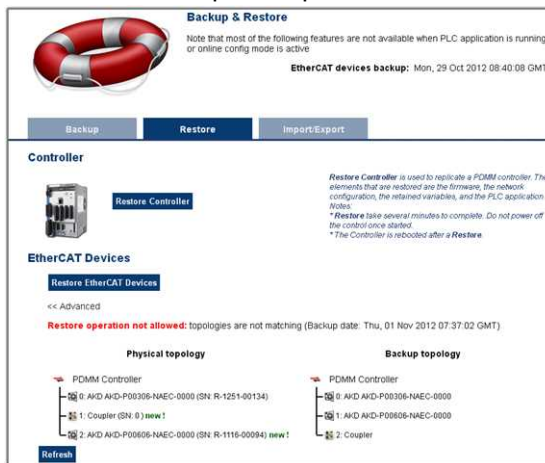 Backup & Restore
Note that most of the following features are not available when PLC application is running
or online config mode is active
EtherCAT devices backup: Mon, 29 Oct 2012 08:40:08 GMT
Backup
Restore
Import/Export
Controller
Restore Controller
Restore Controller is used to replicate a PDMM controller. The
elements that are restored are the firmware, the network
configuration, the retained variables, and the PLC application
Notes:
* Restore take several minutes to complete. Do not power off
the control once started.
* The Controller is rebooted after a Restore.
EtherCAT Devices
Restore EtherCAT Devices
<< Advanced
Restore operation not allowed: topologies are not matching (Backup date: Thu, 01 Nov 2012 07:37:02 GMT)
Physical topology
PDMM Controller
0: AKD AKD-P00306-NAEC-0000 (SN: R-1251-00134)
1: Coupler (SN: 0 ) new !
2: AKD AKD-P00606-NAEC-0000 (SN: R-1116-00094) new !
Backup topology
PDMM Controller
0: AKD AKD-P00306-NAEC-0000
1: AKD AKD-P00606-NAEC-0000
2: Coupler
Refresh